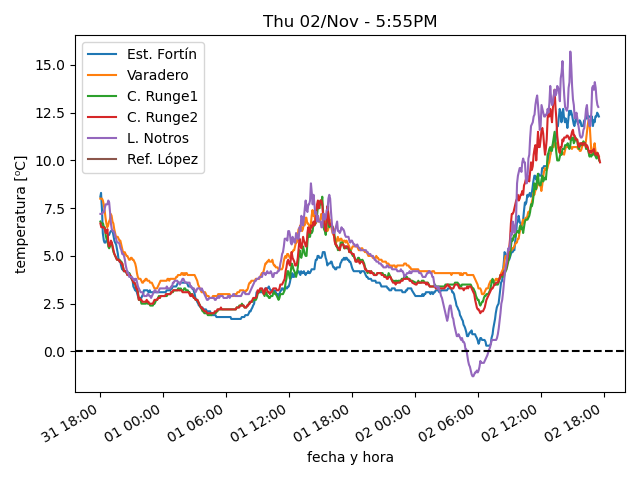 Thu 02/Nov - 5:55PM
temperatura [ºC]
15.0
12.5
10.0
7.5
5.0
2.5
0.0
Est. Fortín
Varadero
C. Runge1
C. Runge2
L. Notros
Ref. López
31 18:00
01 00:00
01 06:00
01 12:00
01 18:00
02 00:00
02 06:00
02 12:00
02 18:00
fecha y hora